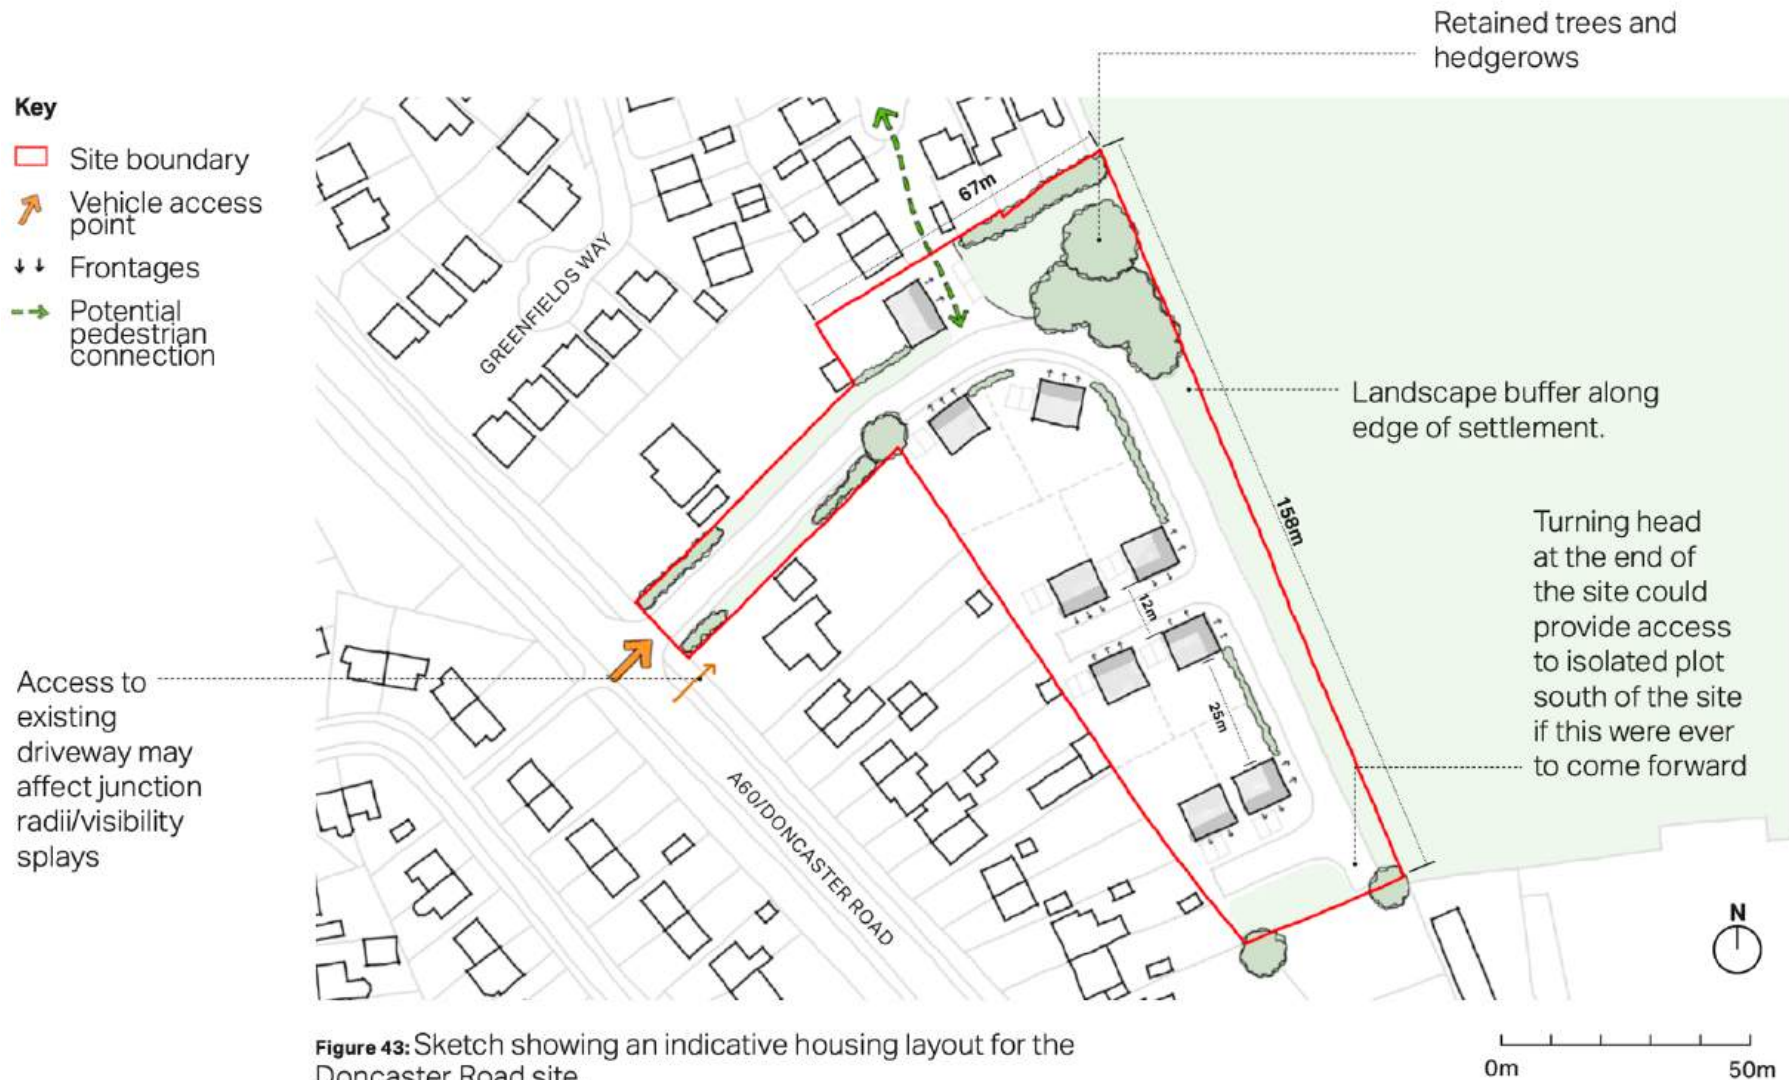 Retained trees and
hedgerows
Key
Site boundary
Vehicle access
point
Frontages
Potential
pedestrian
connection
67m
GREENFIELDS WAY
Landscape buffer along
edge of settlement.
158m
Turning head
at the end of
the site could
provide access
to isolated plot
south of the site
if this were ever
to come forward
12m
25m
Access to
existing
driveway may
affect junction
radii/visibility
splays
A60/DONCASTER ROAD
N
Figure 43: Sketch showing an indicative housing layout for the
Doncaster Road site
0m
50m